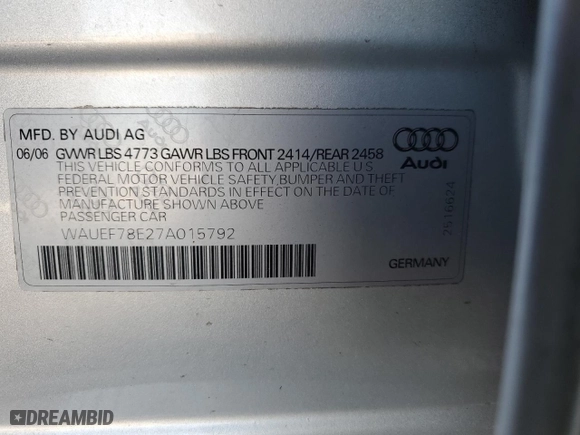 MFD. BY AUDI AG
06/06 GVWR LBS 4773 GAWR LBS FRONT 2414/REAR 2458
THIS VEHICLE CONFORMS TO ALL APPLICABLE U S
FEDERAL MOTOR VEHICLE SAFETY,BUMPER AND THEFT
PREVENTION STANDARDS IN EFFECT ON THE DATE OF
MANUFACTURE SHOWN ABOVE
PASSENGER CAR
WAUEF78E27A015792
Audi
2516624
GERMANY
DREAMBID